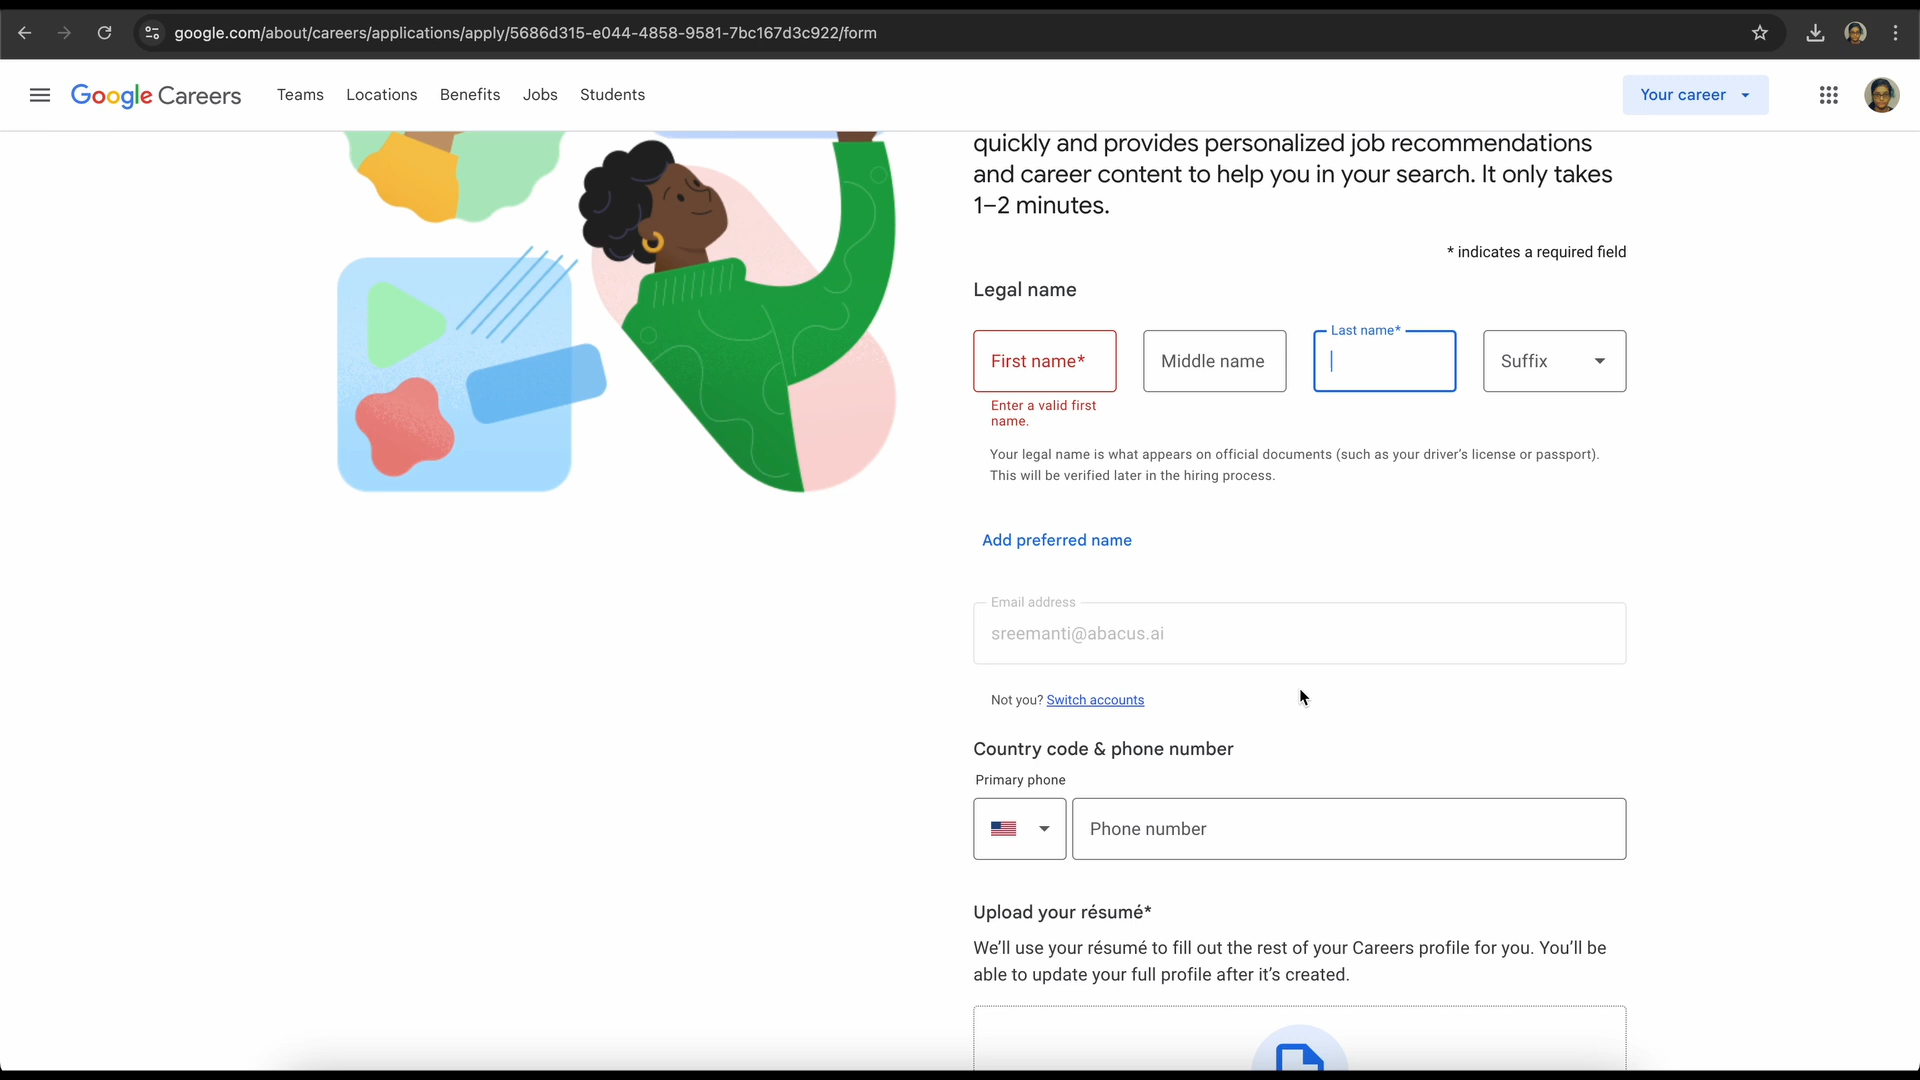 google.com/about/careers/applications/apply/5686d315-e044-4858-9581-7bc167d3c922/form
Google Careers
Teams
Locations
Benefits
Jobs
Students
Your career
quickly and provides personalized job recommendations
and career content to help you in your search. It only takes
1–2 minutes.
* indicates a required field
Legal name
First name*
Middle name
Last name*
Suffix
Enter a valid first
name.
Your legal name is what appears on official documents (such as your driver’s license or passport).
This will be verified later in the hiring process.
Add preferred name
Email address
sreemanti@abacus.ai
Not you? Switch accounts
Country code & phone number
Primary phone
Phone number
Upload your résumé*
We’ll use your résumé to fill out the rest of your Careers profile for you. You’ll be
able to update your full profile after it’s created.